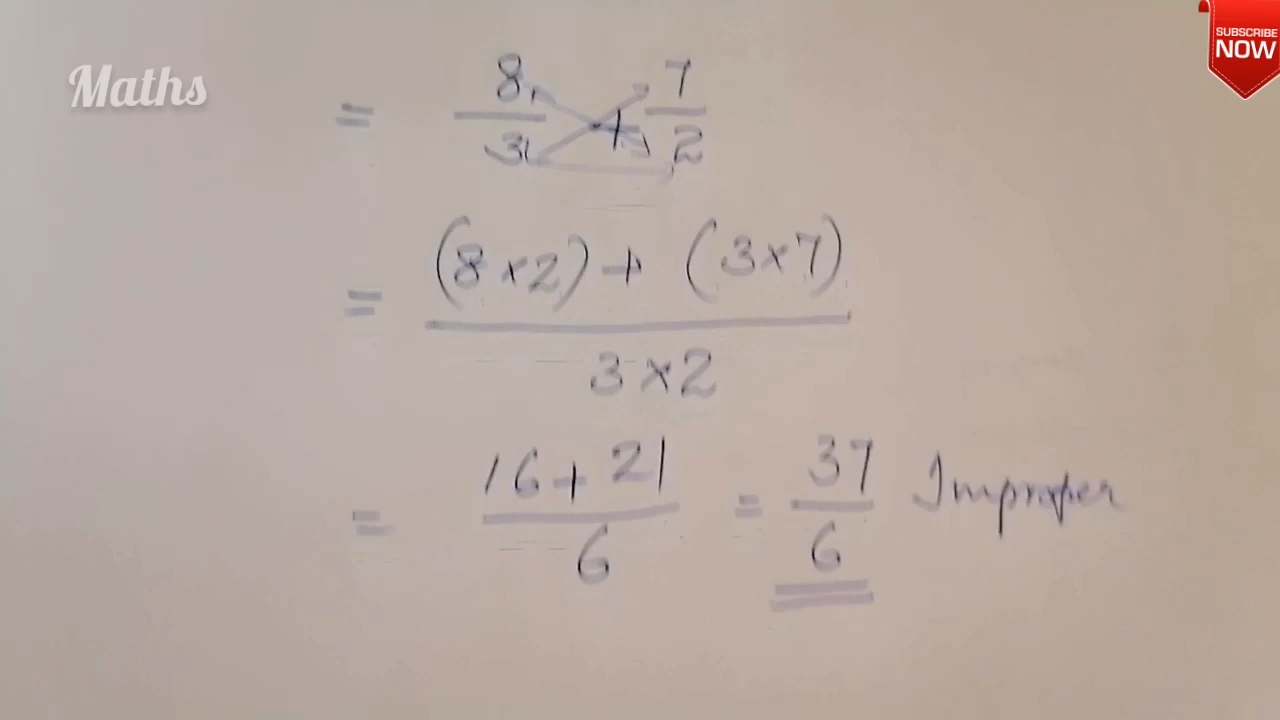 Maths
SUBSCRIBE
NOW
= 8/3 + 7/2
= (8×2) + (3×7)
3×2
= 16+21/6 = 37/6 Improper